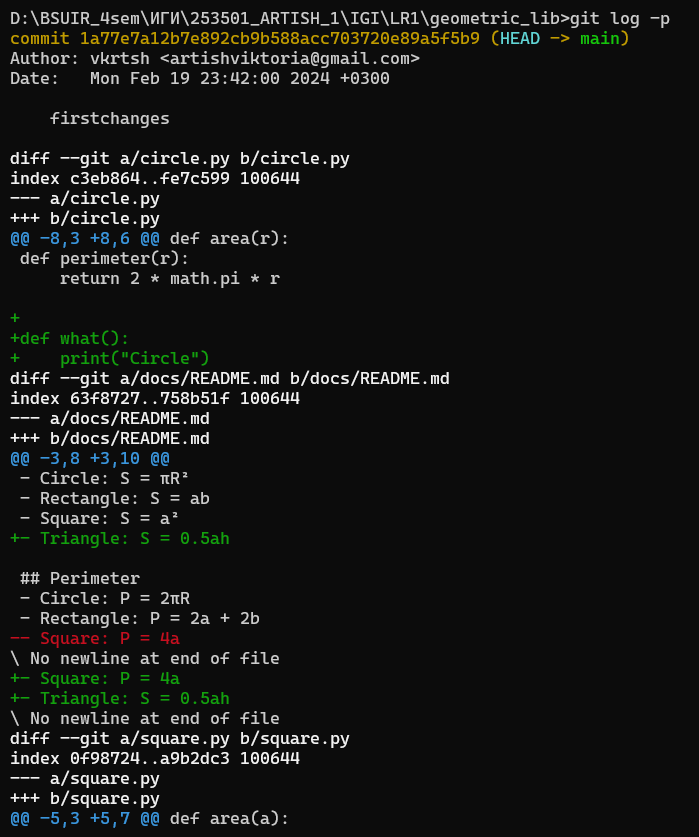 D:\BSUIR_4sem\ИГИ\253501_ARTISH_1\IGI\LR1\geometric_lib>git log -p
commit 1a77e7a12b7e892cb9b588acc703720e89a5f5b9 (HEAD -> main)
Author: vkrtsh <artishviktoria@gmail.com>
Date:   Mon Feb 19 23:42:00 2024 +0300

    firstchanges

diff --git a/circle.py b/circle.py
index c3eb864..fe7c599 100644
--- a/circle.py
+++ b/circle.py
@@ -8,3 +8,6 @@ def area(r):
 def perimeter(r):
     return 2 * math.pi * r

+
+def what():
+    print("Circle")
diff --git a/docs/README.md b/docs/README.md
index 63f8727..758b51f 100644
--- a/docs/README.md
+++ b/docs/README.md
@@ -3,8 +3,10 @@
 - Circle: S = πR²
 - Rectangle: S = ab
 - Square: S = a²
+- Triangle: S = 0.5ah

 ## Perimeter
 - Circle: P = 2πR
 - Rectangle: P = 2a + 2b
-- Square: P = 4a
\ No newline at end of file
+- Square: P = 4a
+- Triangle: S = 0.5ah
\ No newline at end of file
diff --git a/square.py b/square.py
index 0f98724..a9b2dc3 100644
--- a/square.py
+++ b/square.py
@@ -5,3 +5,7 @@ def area(a):